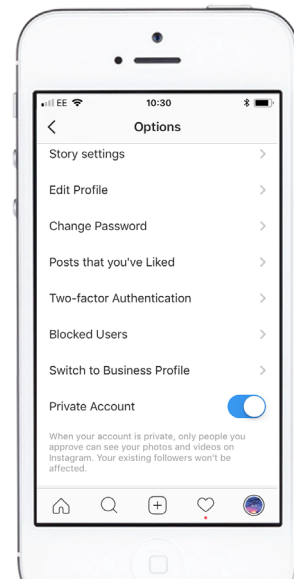 EE 10:30
Options
Story settings
Edit Profile
Change Password
Posts that you've Liked
Two-factor Authentication
Blocked Users
Switch to Business Profile
Private Account
When your account is private, only people you
approve can see your photos and videos on
Instagram. Your existing followers won't be
affected.